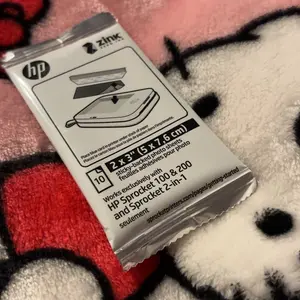 hp
zink
10
2 x 3" (5 x 7.6 cm)
sticky-backed photo sheets
feuilles adhésives pour photo
Works exclusively with
HP Sprocket 100 & 200
and Sprocket 2-in-1
seulement